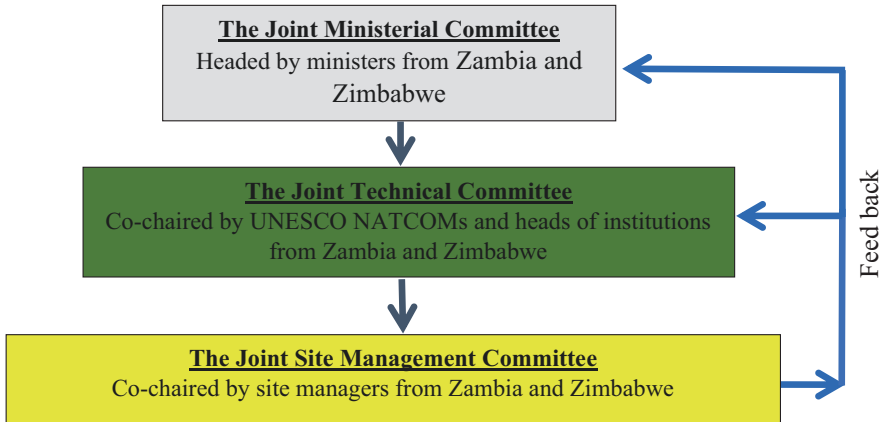 The Joint Ministerial Committee
Headed by ministers from Zambia and
Zimbabwe
The Joint Technical Committee
Co-chaired by UNESCO NATCOMs and heads of institutions
from Zambia and Zimbabwe
The Joint Site Management Committee
Co-chaired by site managers from Zambia and Zimbabwe
Feed back